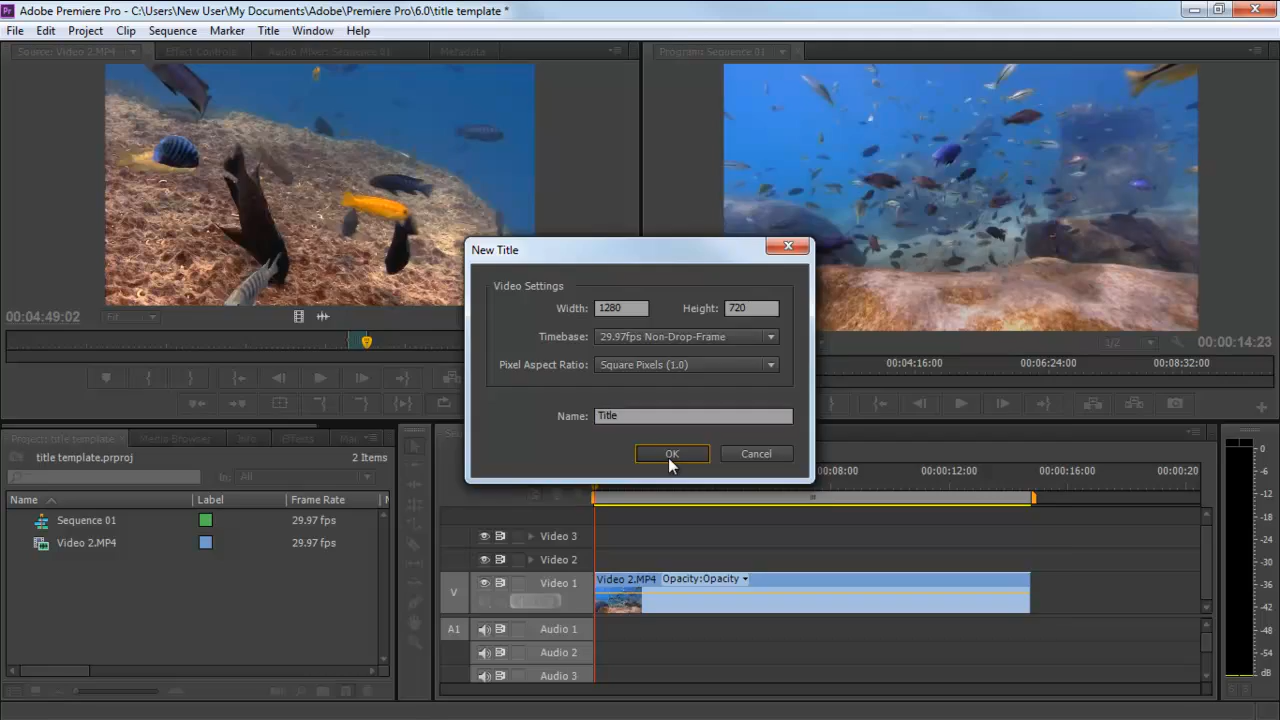 Pr Adobe Premiere Pro - C:\Users\New User\My Documents\Adobe\Premiere Pro\6.0\title template *
File Edit Project Clip Sequence Marker Title Window Help
Source: Video 2.MP4 Effect Controls Audio Mixer: Sequence 01 Metadata
Program: Sequence 01
New Title
Video Settings
Width: 1280 Height: 720
Timebase: 29.97fps Non-Drop-Frame
Pixel Aspect Ratio: Square Pixels (1.0)
Name: Title
OK Cancel
00:04:49:02 Fit
1/2 00:00:14:23
00:04:16:00 00:06:24:00 00:08:32:00
Project: title template Media Browser Info Effects
title template.prproj 2 Items
In: All
Name Label Frame Rate
Sequence 01 29.97 fps
Video 2.MP4 29.97 fps
00:08:00 00:00:12:00 00:00:16:00 00:00:20
Video 3
Video 2
V Video 1
Video 2.MP4 Opacity:Opacity
A1 Audio 1
Audio 2
Audio 3
0
-6
-12
-18
-24
-30
-36
-42
-48
-54
dB